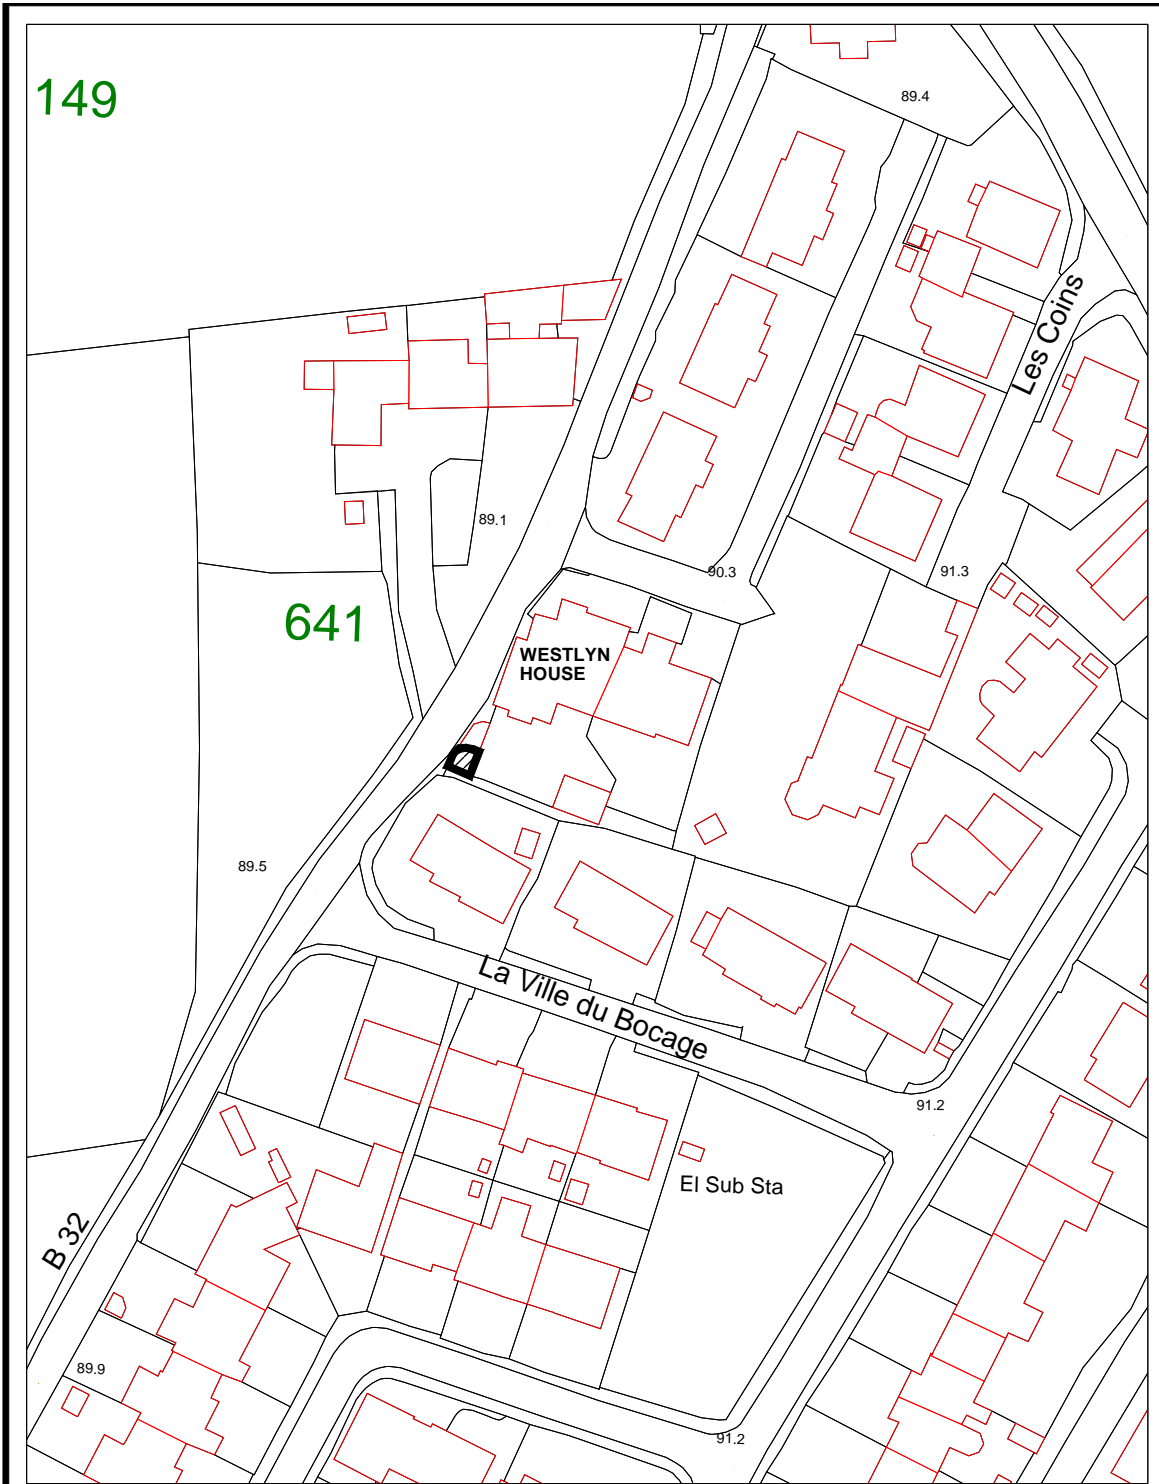 149
89.4
Les Coins
89.1
90.3
91.3
641
WESTLYN
HOUSE
89.5
La Ville du Bocage
91.2
El Sub Sta
B 32
89.9
91.2